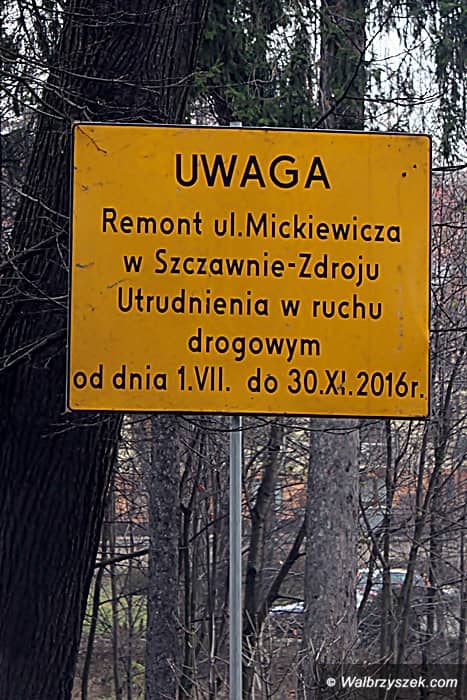 UWAGA
Remont ul.Mickiewicza
w Szczawnie-Zdroju
Utrudnienia w ruchu
drogowym
od dnia 1.VII. do 30.XI.2016r.
© Walbrzyszek.com